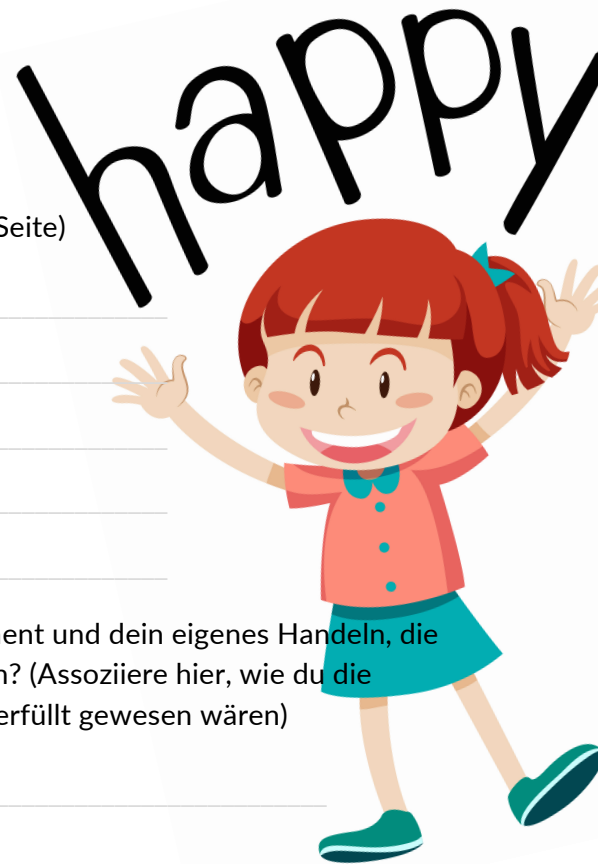 happy
Seite)
ent und dein eigenes Handeln, die
n? (Assoziiere hier, wie du die
erfüllt gewesen wären)